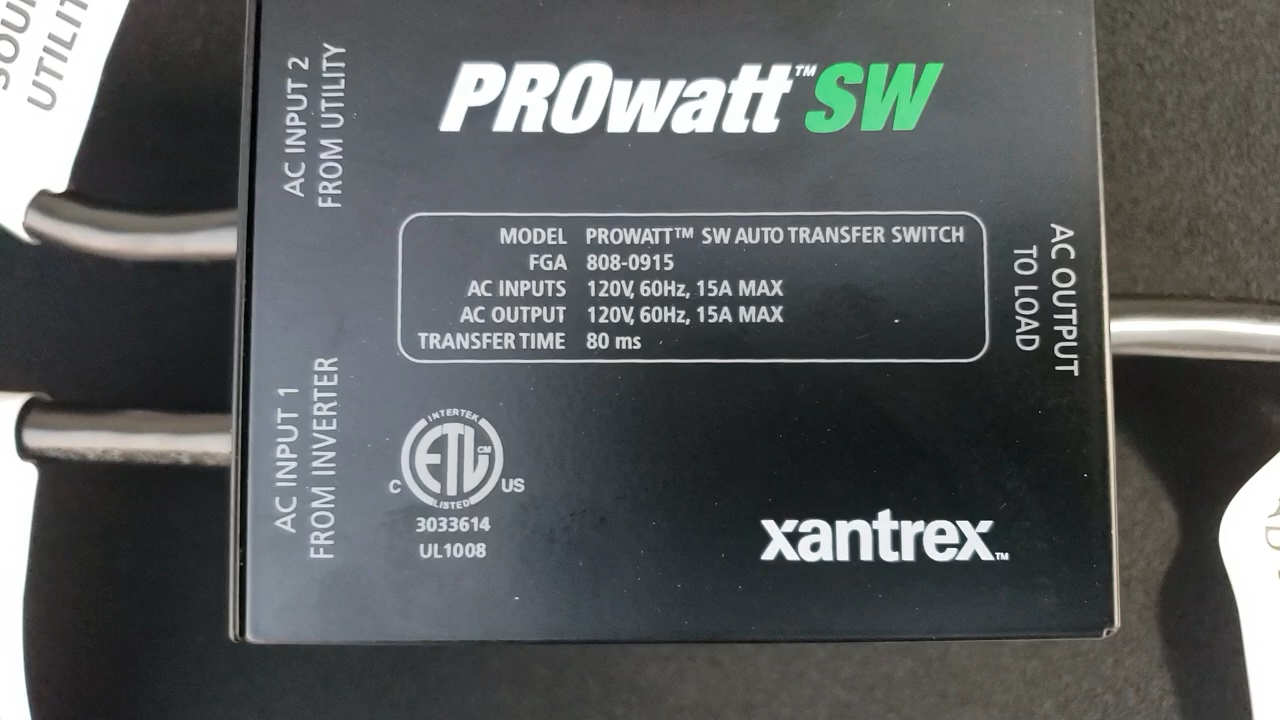 UTILIT
AC INPUT 2
FROM UTILITY
PROwatt™ SW
MODEL PROWATT™ SW AUTO TRANSFER SWITCH
FGA 808-0915
AC INPUTS 120V, 60Hz, 15A MAX
AC OUTPUT 120V, 60Hz, 15A MAX
TRANSFER TIME 80 ms
AC OUTPUT
TO LOAD
AC INPUT 1
FROM INVERTER
INTERTEK
ETL CM
C US
LISTED
3033614
UL1008
xantrex™